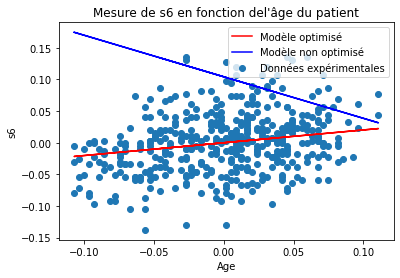 Mesure de s6 en fonction del'âge du patient
Modèle optimisé
Modèle non optimisé
Données expérimentales
s6
0.15
0.10
0.05
0.00
−0.05
−0.10
−0.15
−0.10
−0.05
0.00
0.05
0.10
Age